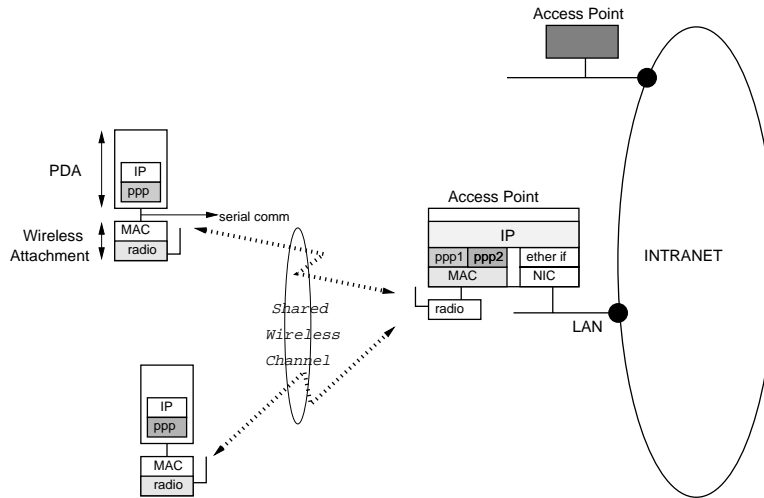 Access Point
PDA
IP
ppp
serial comm
Wireless
Attachment
MAC
radio
Access Point
IP
ppp1 ppp2 ether if
MAC NIC
radio
LAN
INTRANET
Shared
Wireless
Channel
IP
ppp
MAC
radio